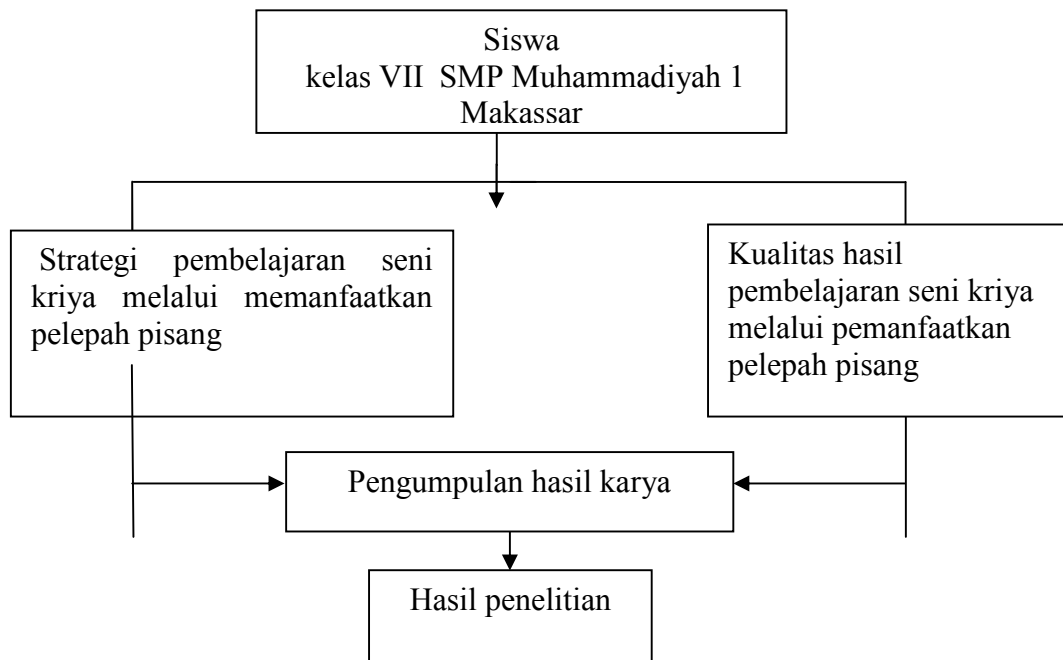 Siswa
kelas VII SMP Muhammadiyah 1
Makassar
Strategi pembelajaran seni
kriya melalui memanfaatkan
pelepah pisang
Kualitas hasil
pembelajaran seni kriya
melalui pemanfaatkan
pelepah pisang
Pengumpulan hasil karya
Hasil penelitian